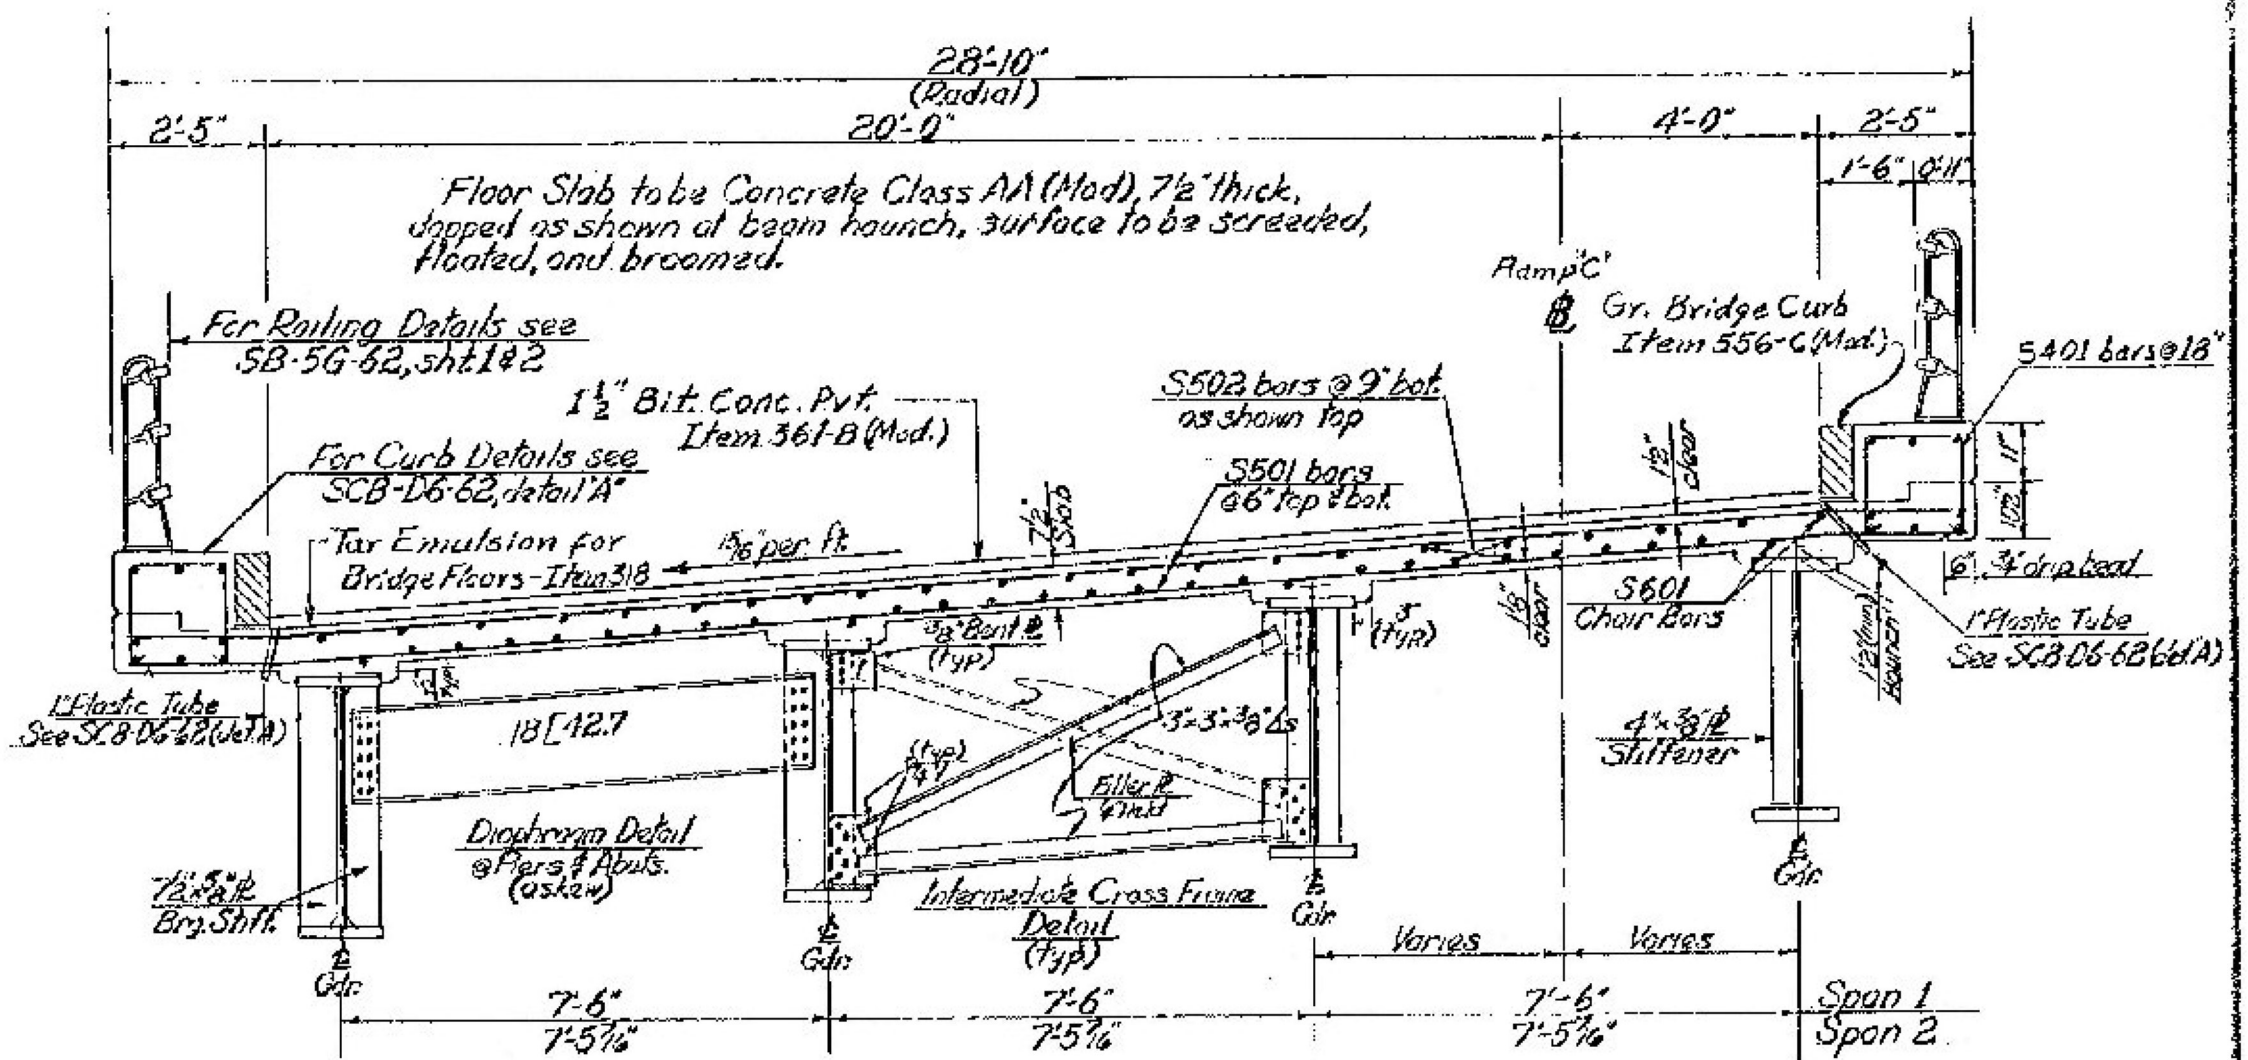 28'-10"
(Radial)
2'-5"
20'-0"
4'-0"
2'-5"
1'-6"
0'-11"
Floor Slab to be Concrete Class AA (Mod), 7½" thick,
dapped as shown at beam haunch, surface to be screeded,
floated, and broomed.
Ramp "C"
For Railing Details see
SB-5G-62, sht. 1 & 2
Gr. Bridge Curb
Item 556-C (Mod.)
S401 bars @ 18"
1½" Bit. Conc. Pvt.
Item 361-B (Mod.)
S502 bars @ 9" bot.
as shown top
1½"
clear
For Curb Details see
SCB-D6-62, detail "A"
S501 bars
@ 6" top & bot.
11"
10½"
7½"
Slab
Tar Emulsion for
Bridge Floors - Item 318
15/16" per ft.
6"
¾" drip bead
S601
Chair Bars
clear
3/8" Bent ℙ
(typ)
3"
(typ)
1½" (min)
Haunch
1" Plastic Tube
See SCB-D6-62 (det A)
1" Plastic Tube
See SCB-D6-62 (det. A)
18 [ 42.7
3" x 3" x 3/8" ∠s
4" x 3/8" ℙ
Stiffener
(typ)
Filler ℙ
Diaphragm Detail
@ Piers & Abuts.
(askew)
7½" x 5/8" ℙ
Brg. Stiff.
Intermediate Cross Frame
Detail
(typ)
℄
Gdr.
℄
Gdr.
℄
Gdr.
℄
Gdr.
Varies
Varies
7'-6"
7'-6"
7'-6"
Span 1
7'-5 7/16"
7'-5 7/16"
7'-5 7/16"
Span 2